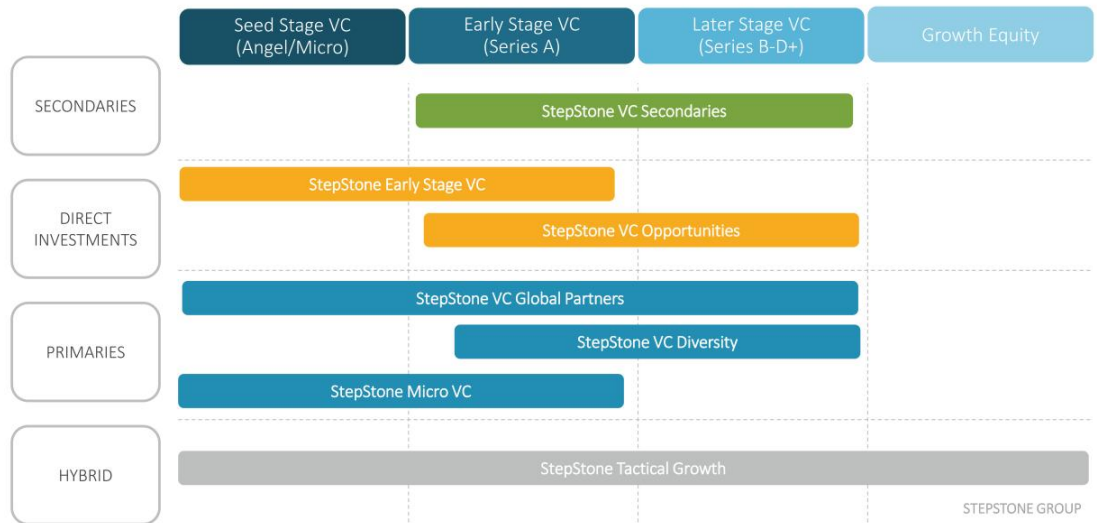 Seed Stage VC
(Angel/Micro)
Early Stage VC
(Series A)
Later Stage VC
(Series B-D+)
Growth Equity
SECONDARIES
StepStone VC Secondaries
DIRECT
INVESTMENTS
StepStone Early Stage VC
StepStone VC Opportunities
PRIMARIES
StepStone VC Global Partners
StepStone VC Diversity
StepStone Micro VC
HYBRID
StepStone Tactical Growth
STEPSTONE GROUP